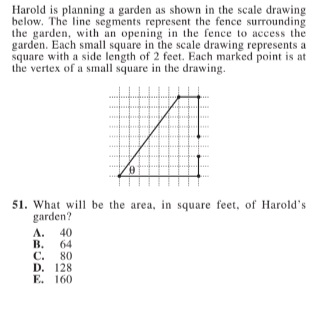 Harold is planning a garden as shown in the scale drawing
below. The line segments represent the fence surrounding
the garden, with an opening in the fence to access the
garden. Each small square in the scale drawing represents a
square with a side length of 2 feet. Each marked point is at
the vertex of a small square in the drawing.
θ
51. What will be the area, in square feet, of Harold's
garden?
A. 40
B. 64
C. 80
D. 128
E. 160